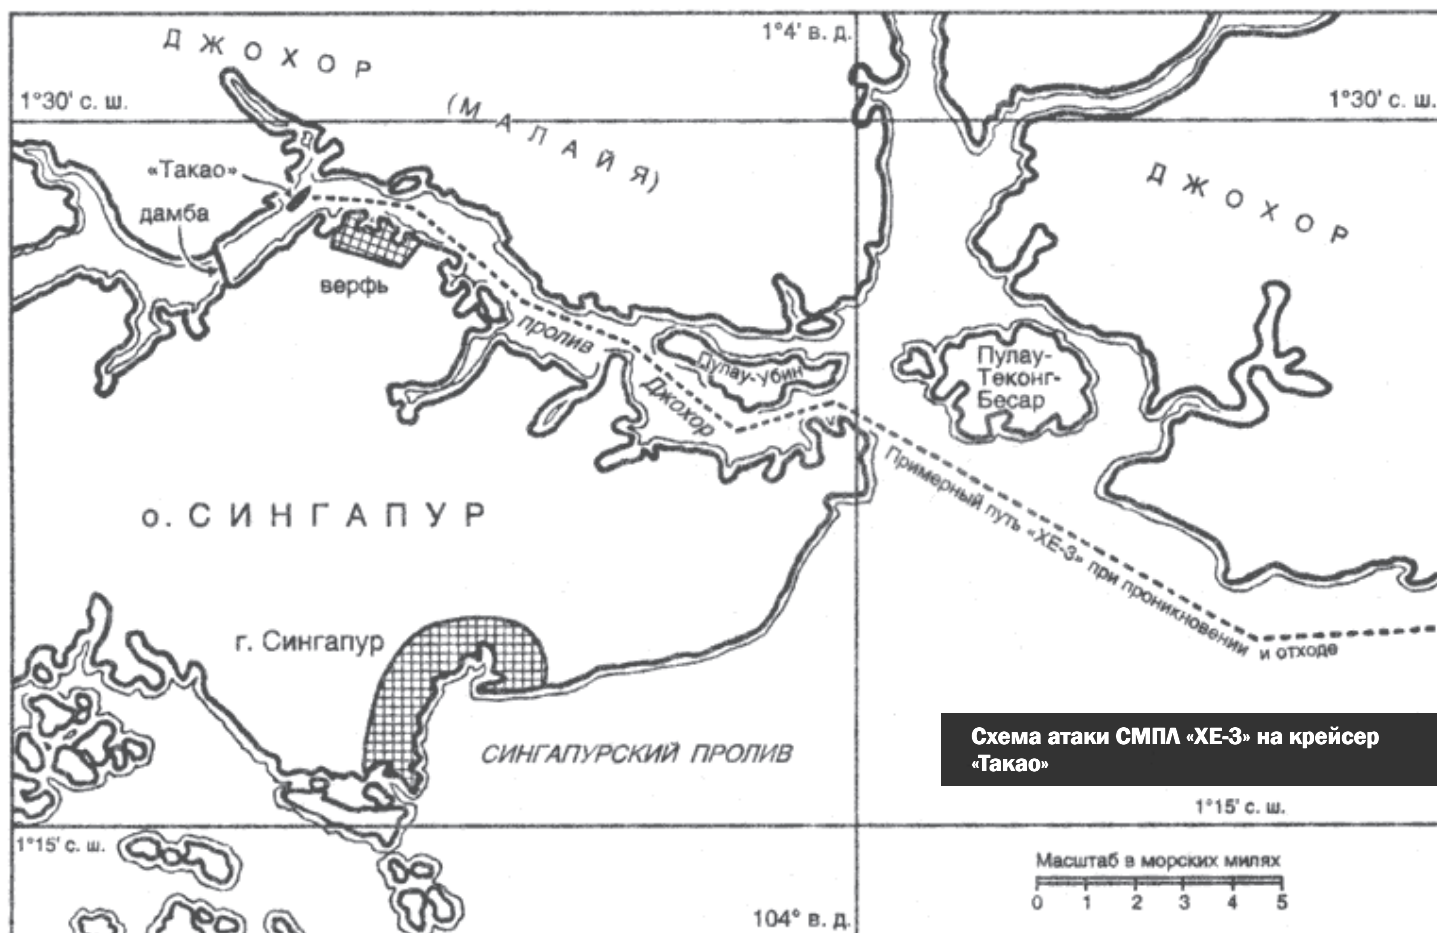 ДЖОХОР
1°4' в. д.
1°30' с. ш.
(МАЛАЙЯ)
1°30' с. ш.
«Такао»
ДЖОХОР
дамба
верфь
пролив
Джохор
Пулау-Убин
Пулау-
Теконг-
Бесар
Примерный путь «ХЕ-3» при проникновении и отходе
о. СИНГАПУР
г. Сингапур
СИНГАПУРСКИЙ ПРОЛИВ
Схема атаки СМПЛ «ХЕ-3» на крейсер
«Такао»
1°15' с. ш.
1°15' с. ш.
Масштаб в морских милях
0 1 2 3 4 5
104° в. д.